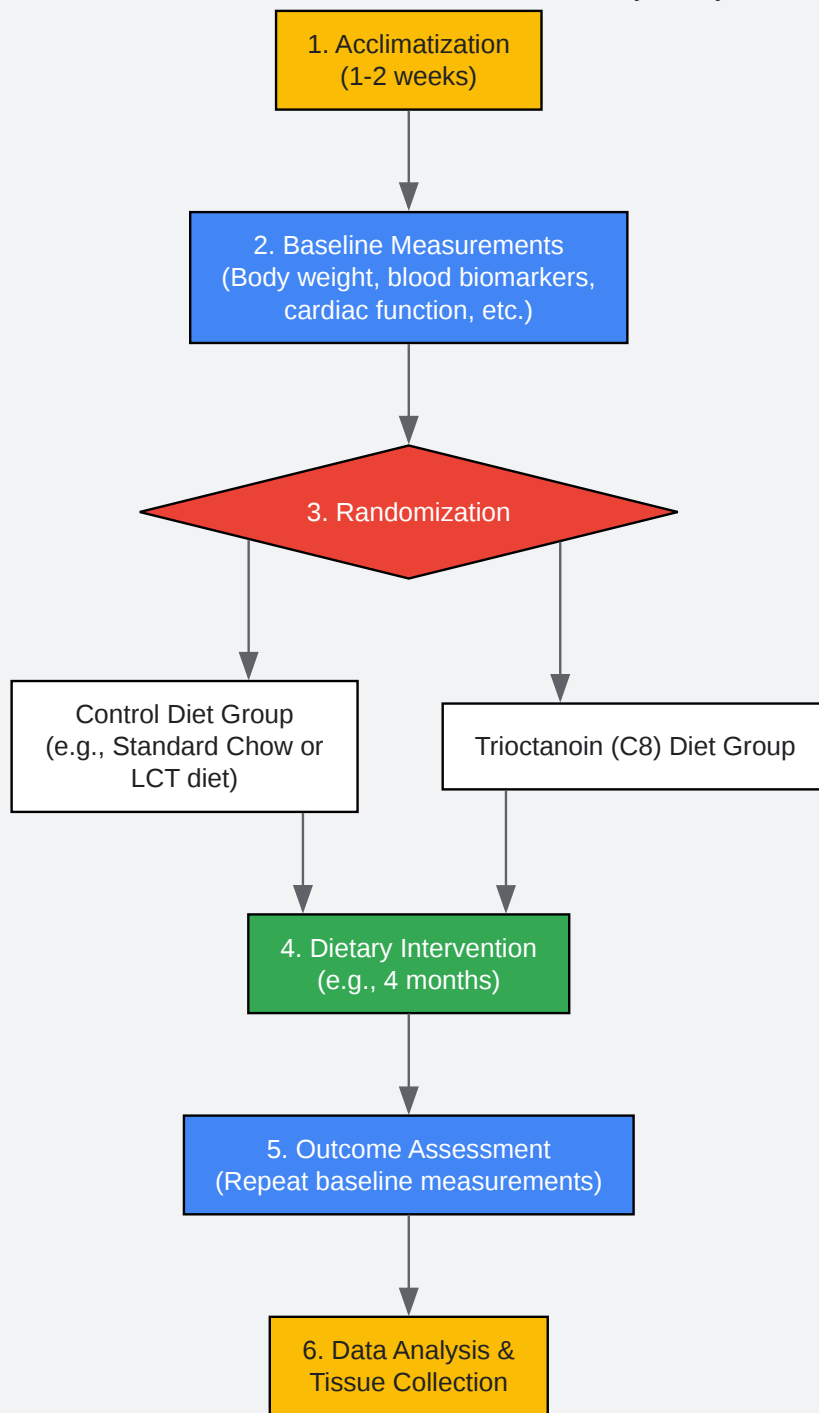 1. Acclimatization
(1-2 weeks)
2. Baseline Measurements
(Body weight, blood biomarkers,
cardiac function, etc.)
3. Randomization
Control Diet Group
(e.g., Standard Chow or
LCT diet)
Trioctanoin (C8) Diet Group
4. Dietary Intervention
(e.g., 4 months)
5. Outcome Assessment
(Repeat baseline measurements)
6. Data Analysis &
Tissue Collection